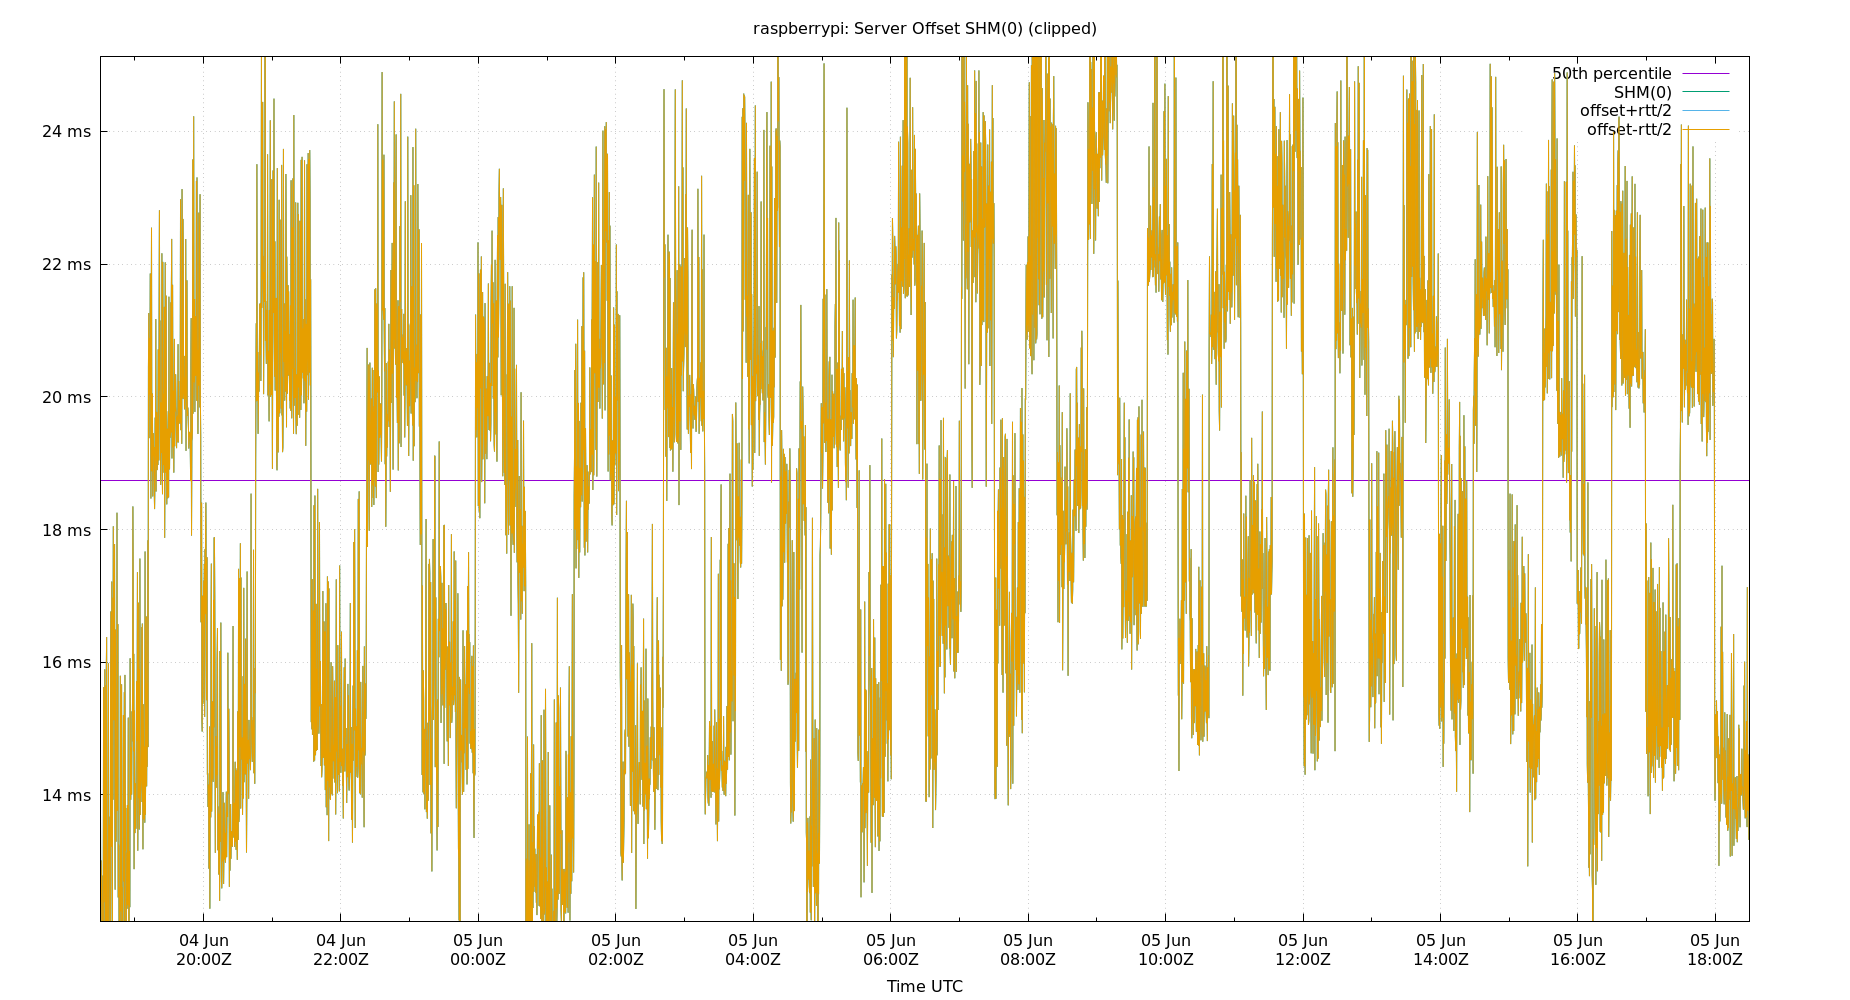 raspberrypi: Server Offset SHM(0) (clipped)
50th percentile
SHM(0)
offset+rtt/2
offset-rtt/2
24 ms
22 ms
20 ms
18 ms
16 ms
14 ms
04 Jun 04 Jun 05 Jun 05 Jun 05 Jun 05 Jun 05 Jun 05 Jun 05 Jun 05 Jun 05 Jun 05 Jun
20:00Z 22:00Z 00:00Z 02:00Z 04:00Z 06:00Z 08:00Z 10:00Z 12:00Z 14:00Z 16:00Z 18:00Z
Time UTC